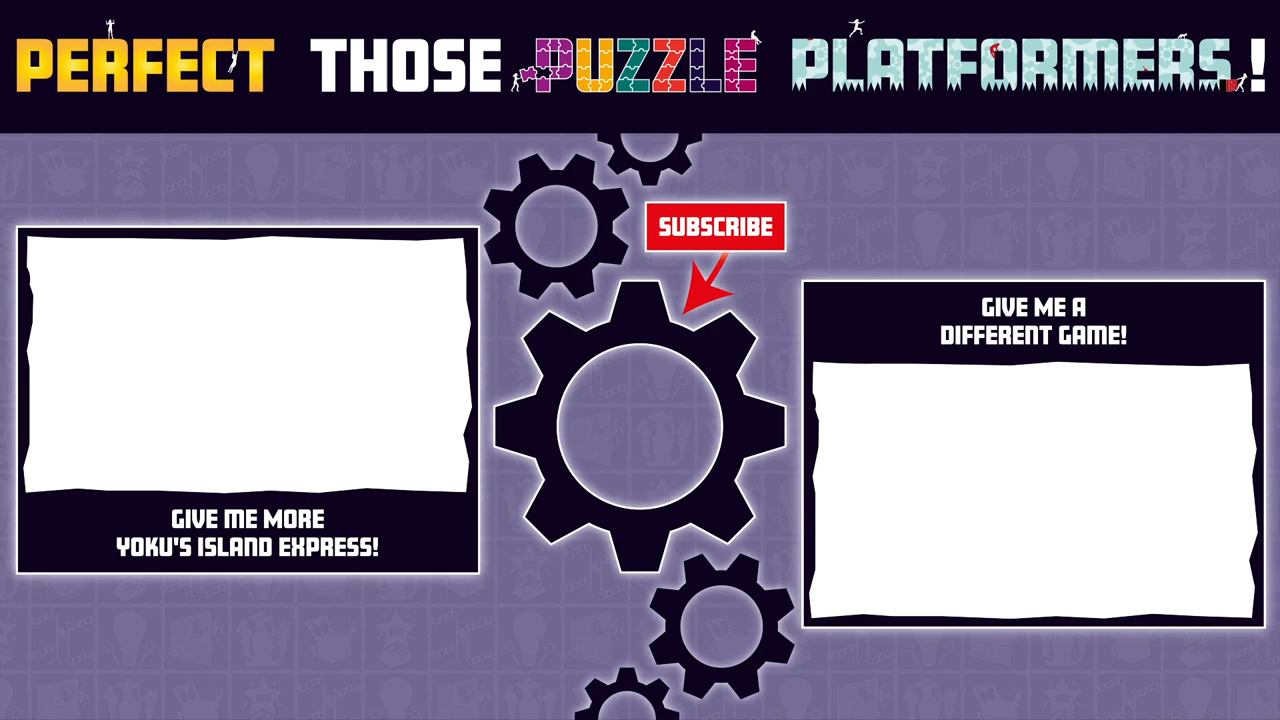 PERFECT THOSE PUZZLE PLATFORMERS!
SUBSCRIBE
GIVE ME A
DIFFERENT GAME!
GIVE ME MORE
YOKU'S ISLAND EXPRESS!